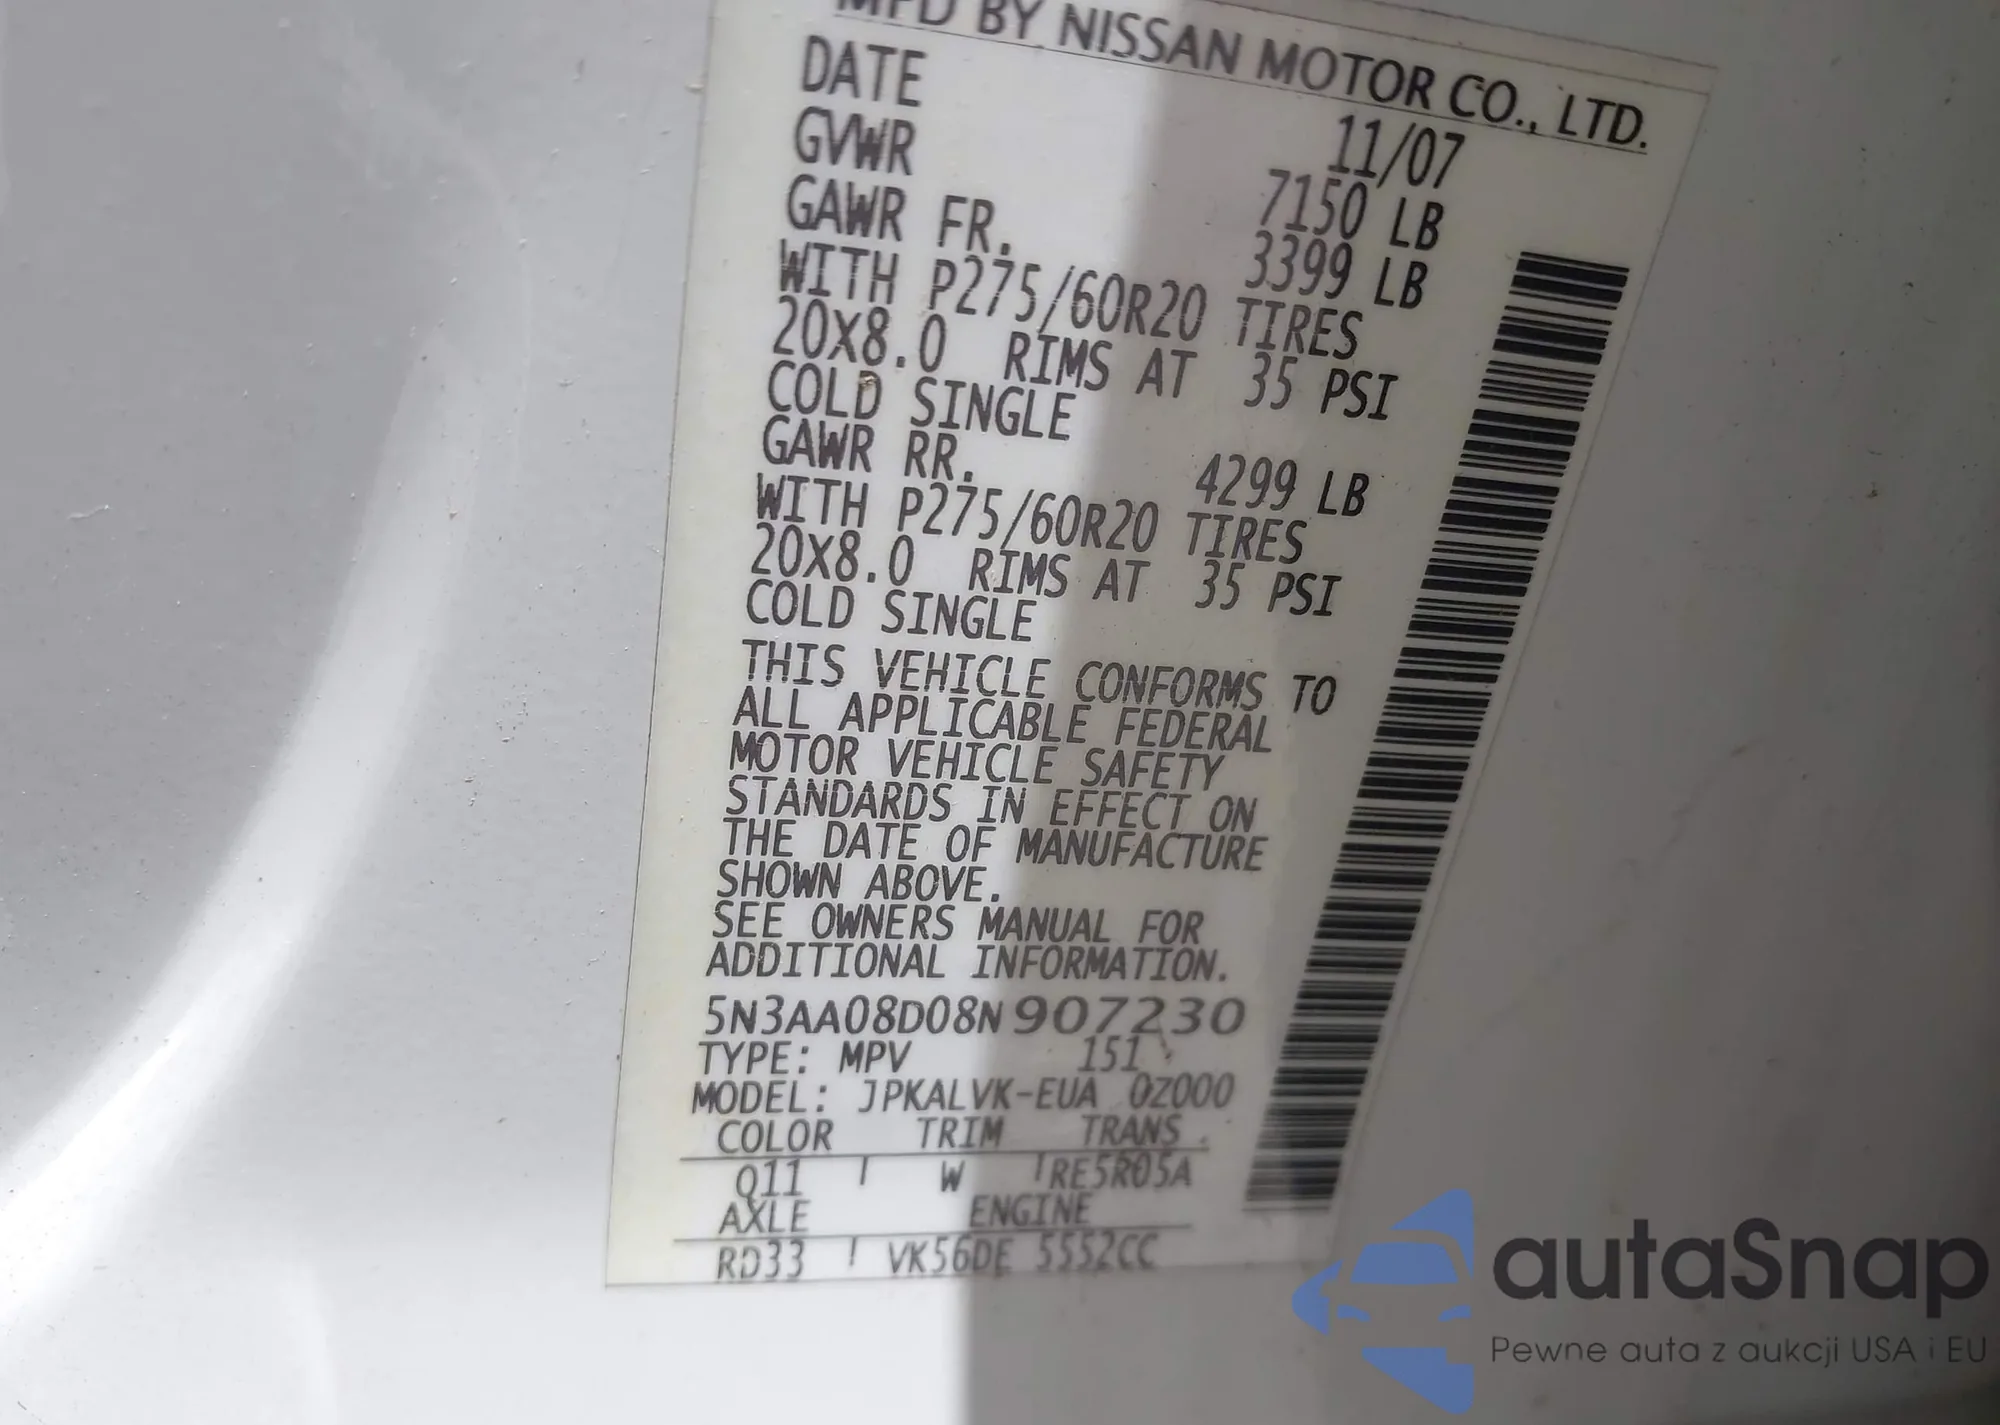 MFD BY NISSAN MOTOR CO., LTD.
DATE 11/07
GVWR 7150 LB
GAWR FR. 3399 LB
WITH P275/60R20 TIRES
20X8.0 RIMS AT 35 PSI
COLD SINGLE
GAWR RR. 4299 LB
WITH P275/60R20 TIRES
20X8.0 RIMS AT 35 PSI
COLD SINGLE
THIS VEHICLE CONFORMS TO
ALL APPLICABLE FEDERAL
MOTOR VEHICLE SAFETY
STANDARDS IN EFFECT ON
THE DATE OF MANUFACTURE
SHOWN ABOVE.
SEE OWNERS MANUAL FOR
ADDITIONAL INFORMATION.
5N3AA08D08N907230
TYPE: MPV 151
MODEL: JPKALVK-EUA 0Z000
COLOR TRIM TRANS.
Q11 ! W !RE5R05A
AXLE ENGINE
RD33 ! VK56DE 5552CC
autaSnap
Pewne auta z aukcji USA i EU